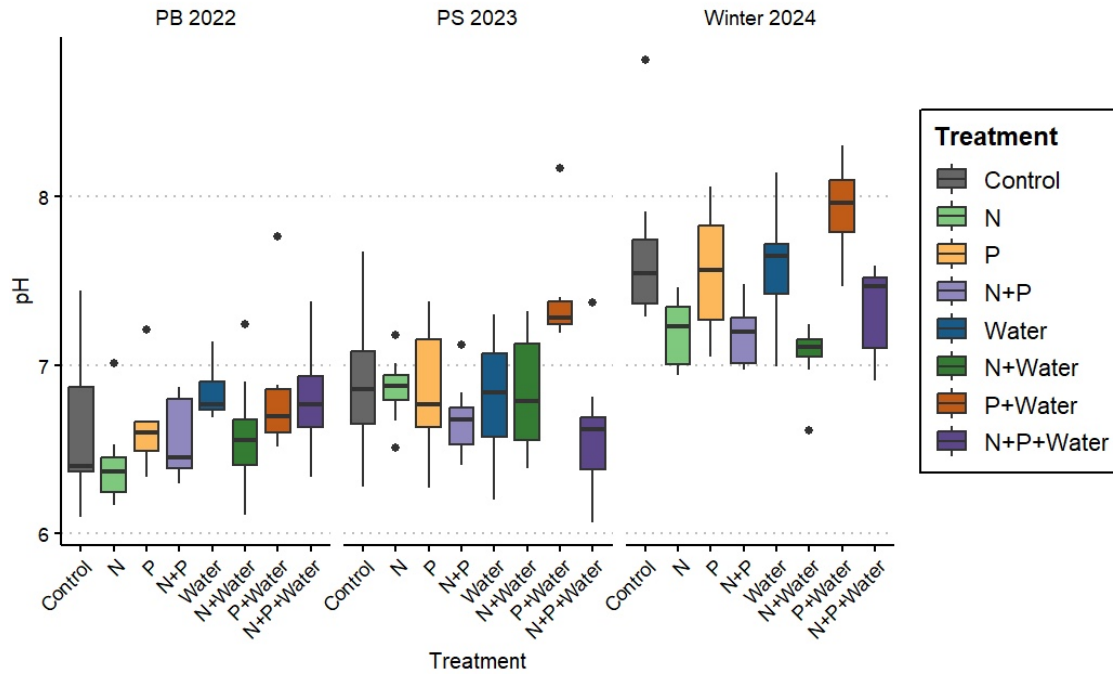 PB 2022
PS 2023
Winter 2024
pH
8
7
6
Control
N
P
N+P
Water
N+Water
P+Water
N+P+Water
Control
N
P
N+P
Water
N+Water
P+Water
N+P+Water
Control
N
P
N+P
Water
N+Water
P+Water
N+P+Water
Treatment
Treatment
Control
N
P
N+P
Water
N+Water
P+Water
N+P+Water